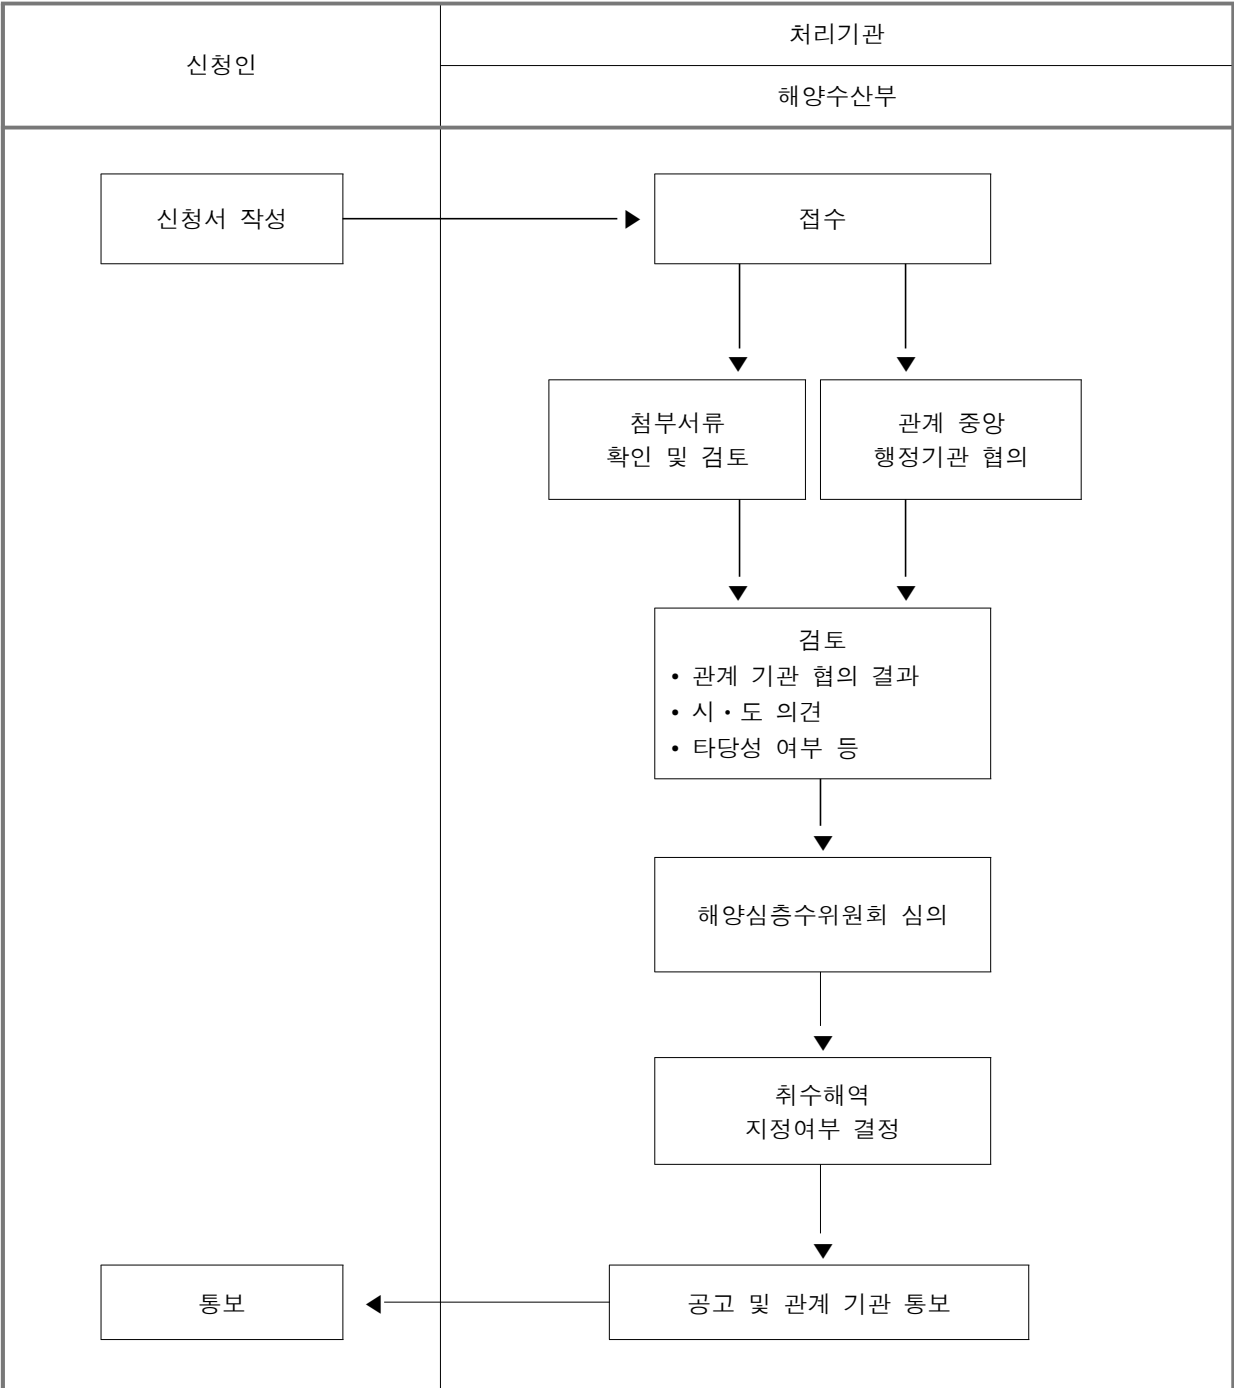 신청인
처리기관
해양수산부
신청서 작성
접수
첨부서류
확인 및 검토
관계 중앙
행정기관 협의
검토
• 관계 기관 협의 결과
• 시・도 의견
• 타당성 여부 등
해양심층수위원회 심의
취수해역
지정여부 결정
통보
공고 및 관계 기관 통보